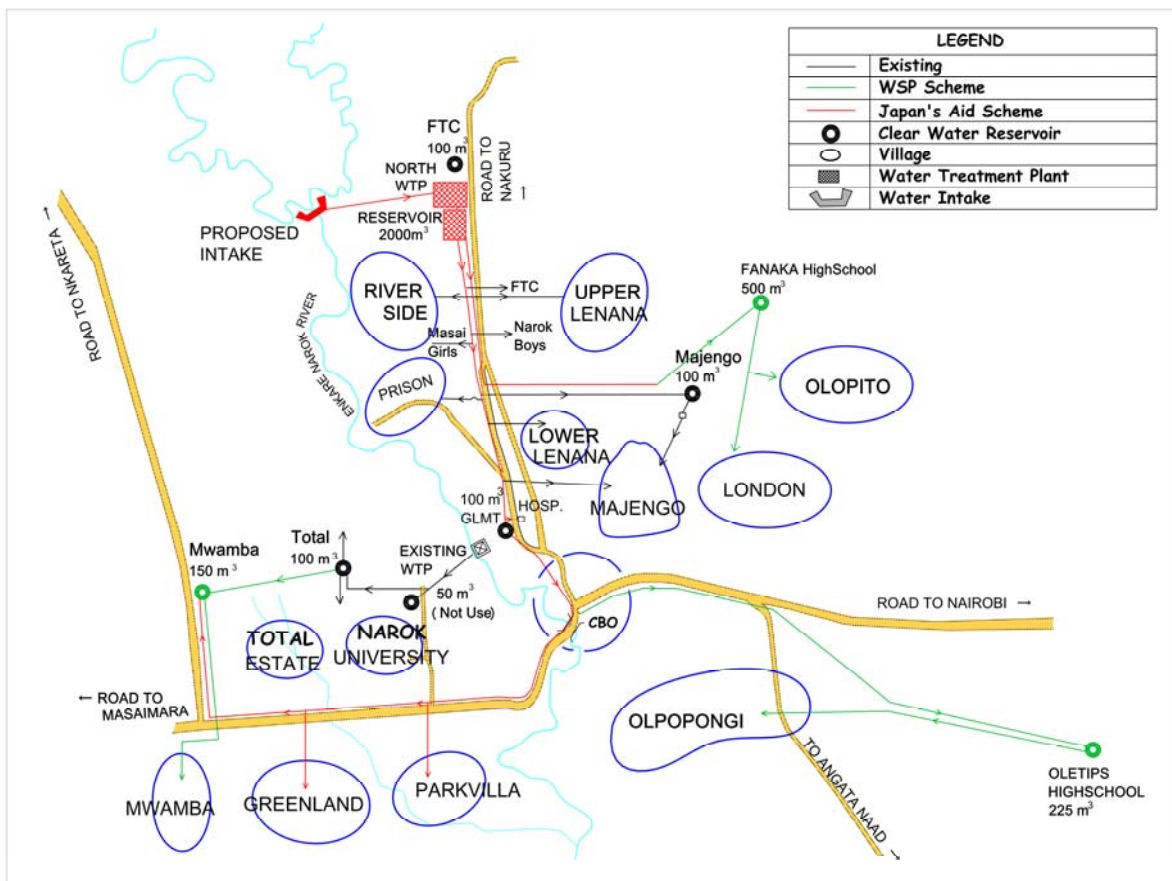 LEGEND
Existing
WSP Scheme
Japan's Aid Scheme
Clear Water Reservoir
Village
Water Treatment Plant
Water Intake
FTC
100 m³
NORTH
WTP
ROAD TO
NAKURU
→
RESERVOIR
2000m³
PROPOSED
INTAKE
ROAD TO NKARETA →
ENKARE NAROK RIVER
RIVER
SIDE
FTC
UPPER
LENANA
Masai
Girls
Narok
Boys
FANAKA HighSchool
500 m³
Majengo
100 m³
OLOPITO
PRISON
LOWER
LENANA
MAJENGO
LONDON
100 m³
GLMT
HOSP.
EXISTING
WTP
Total
100 m³
Mwamba
150 m³
50 m³
( Not Use)
CBO
ROAD TO NAIROBI →
TOTAL
ESTATE
NAROK
UNIVERSITY
← ROAD TO
MASAIMARA
OLPOPONGI
TO ANGATA NAAD →
OLETIPS
HIGHSCHOOL
225 m³
MWAMBA
GREENLAND
PARKVILLA